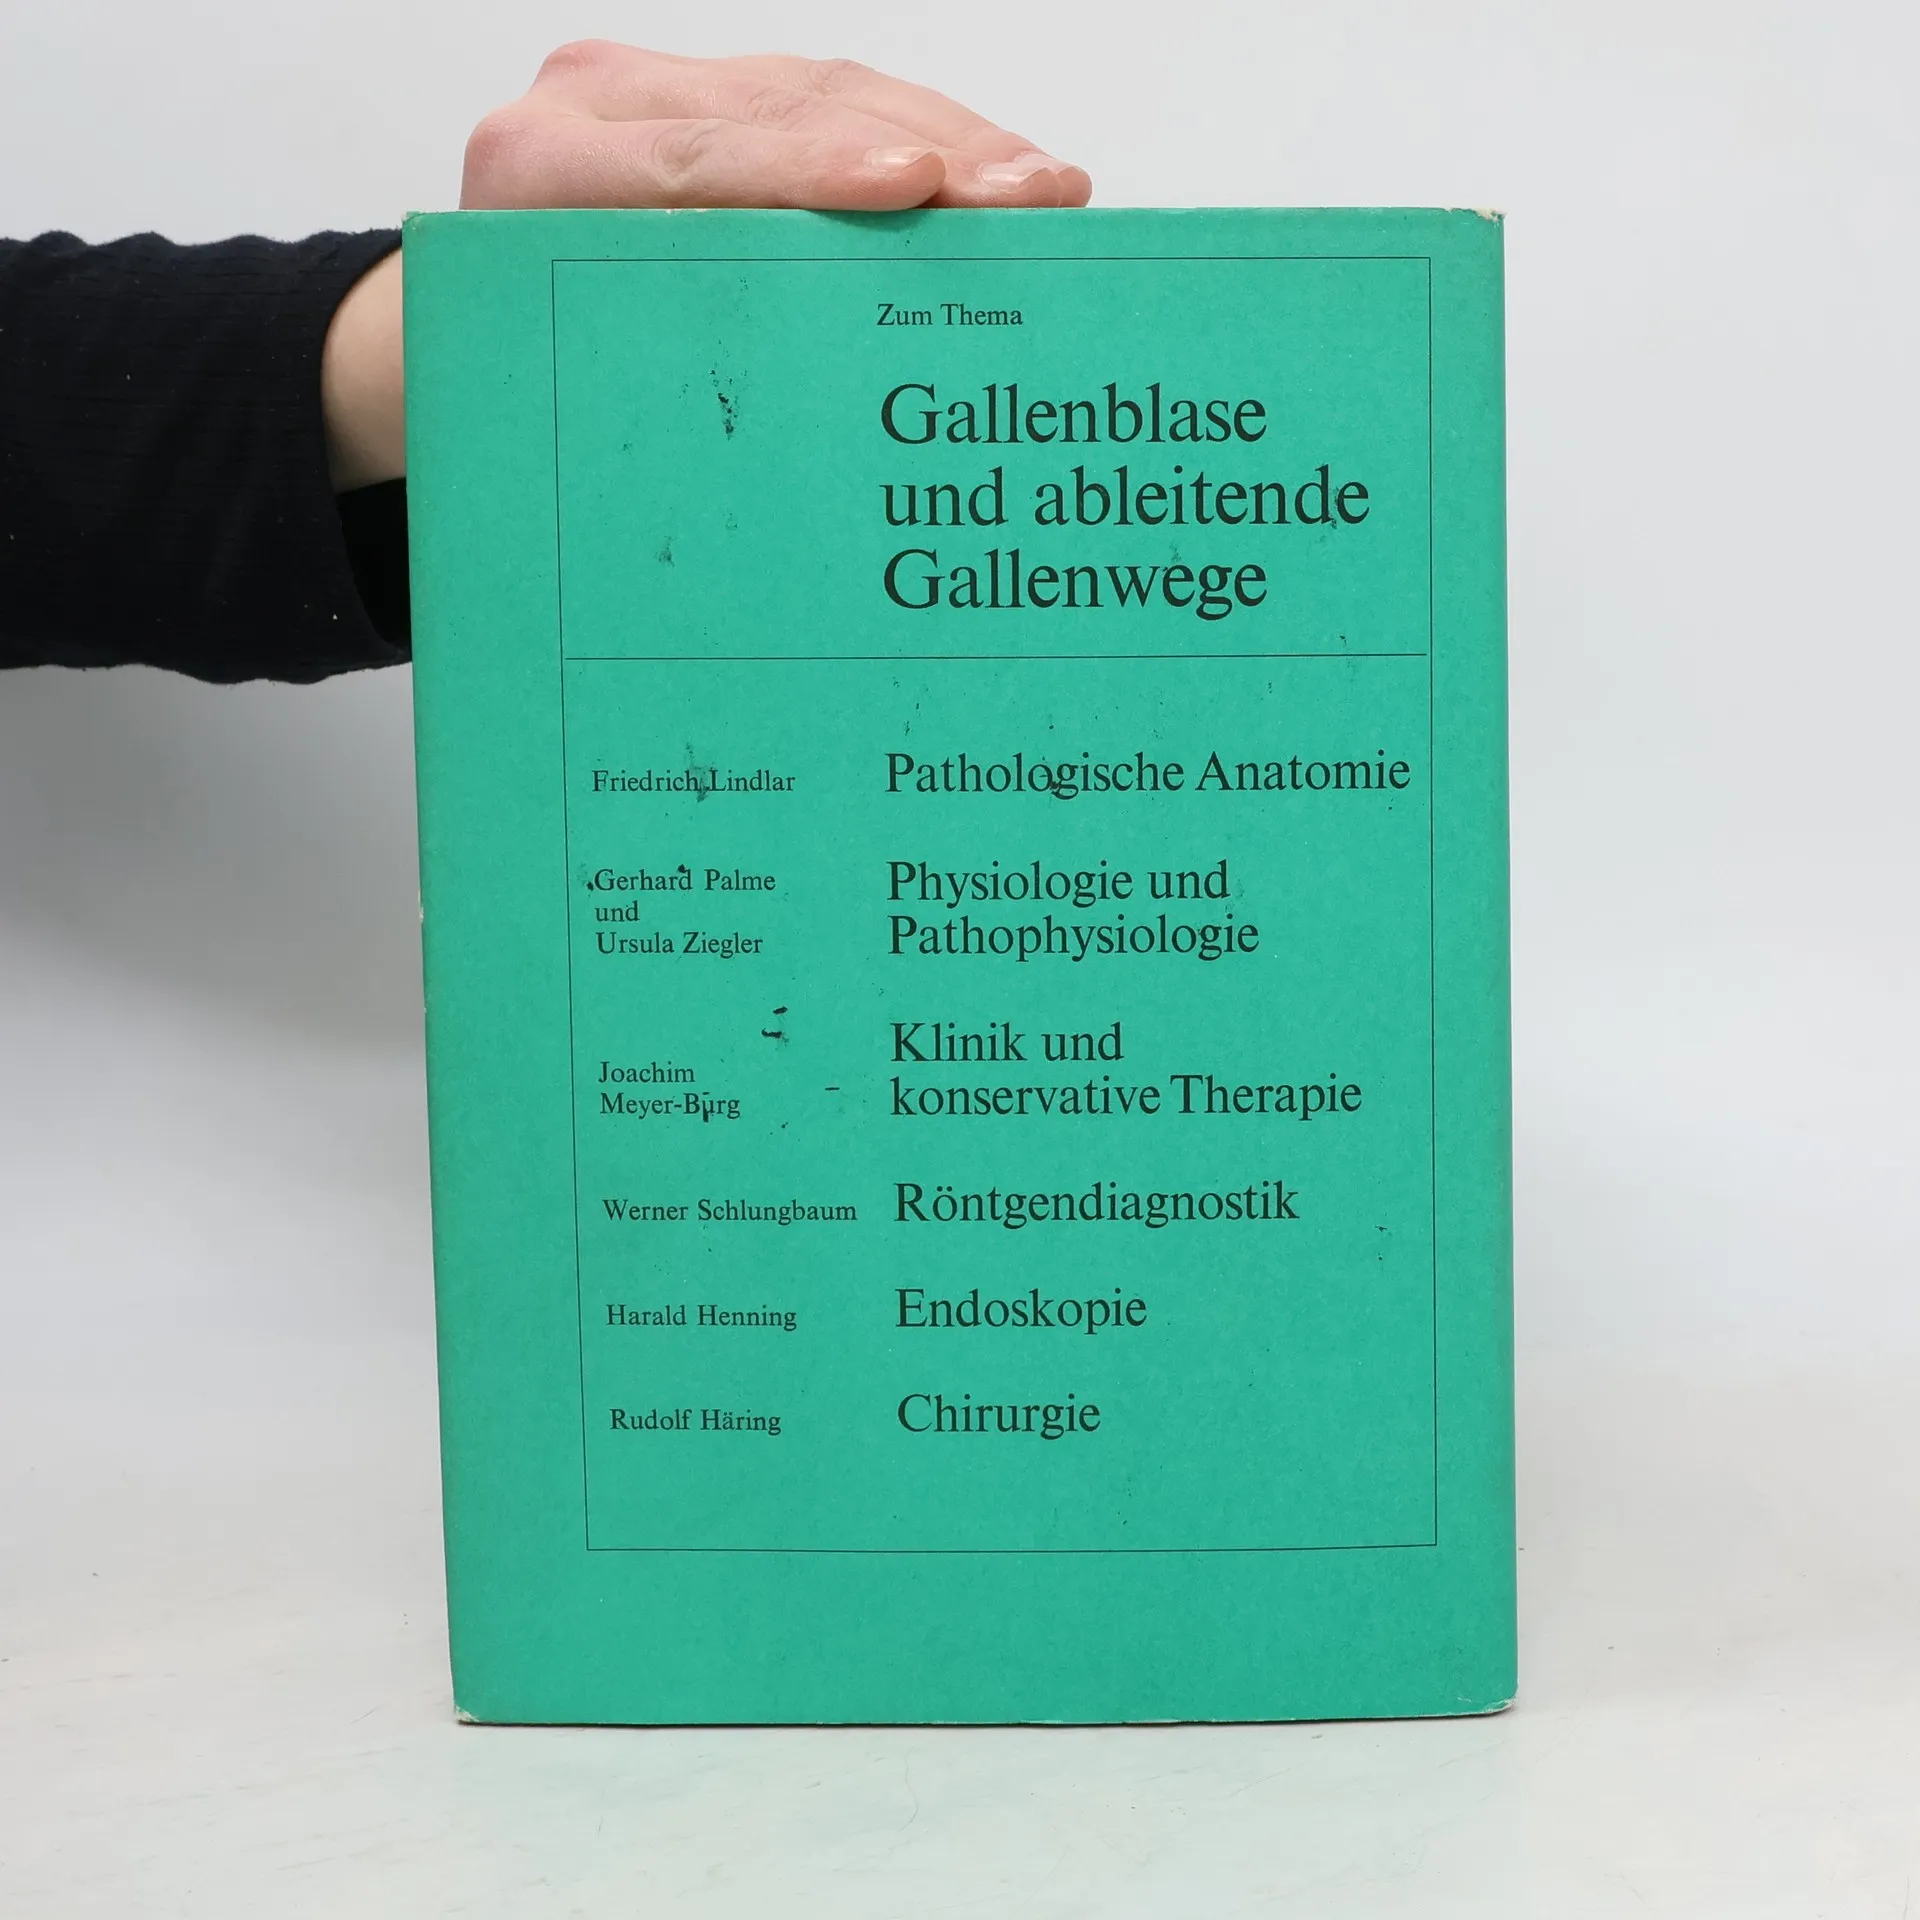 Zum Thema
Gallenblase
und ableitende
Gallenwege
Friedrich Lindlar
Pathologische Anatomie
Gerhard Palme
und
Ursula Ziegler
Physiologie und
Pathophysiologie
Joachim
Meyer-Burg
Klinik und
konservative Therapie
Werner Schlungbaum
Röntgendiagnostik
Harald Henning
Endoskopie
Rudolf Häring
Chirurgie